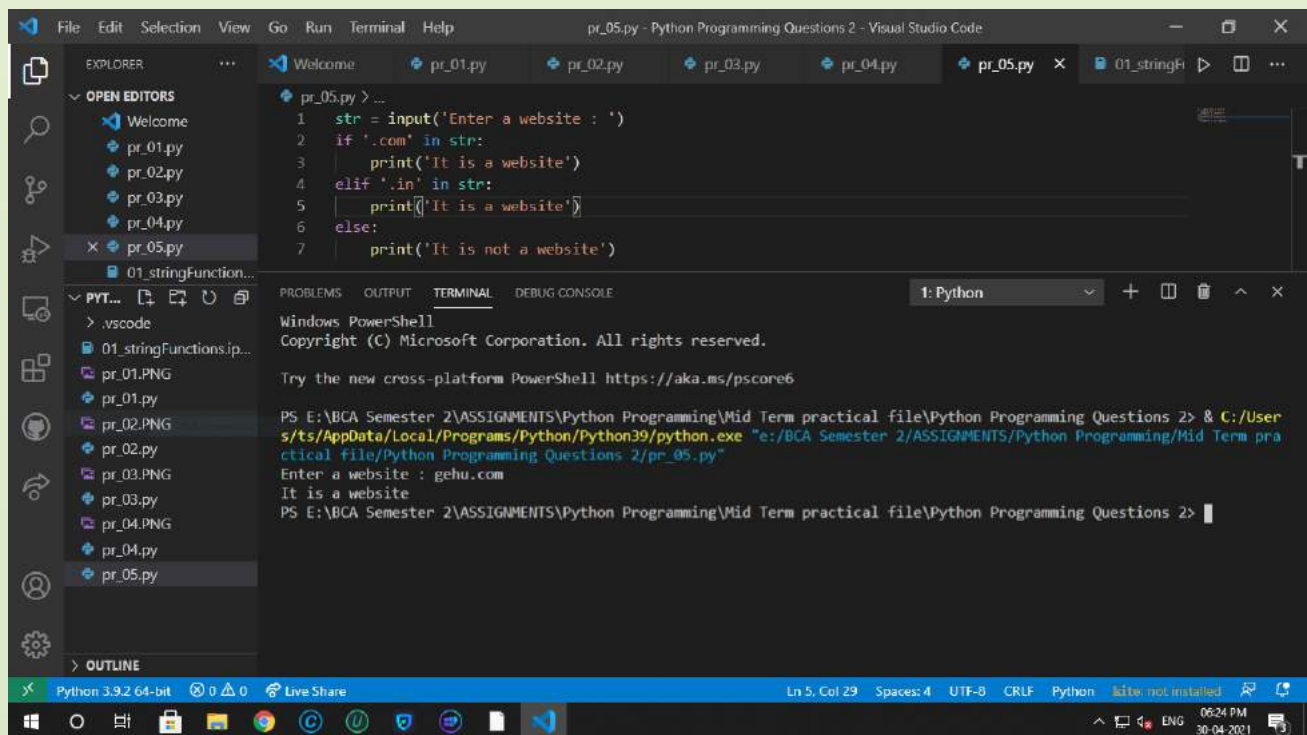 File Edit Selection View Go Run Terminal Help pr_05.py - Python Programming Questions 2 - Visual Studio Code
EXPLORER ... Welcome pr_01.py pr_02.py pr_03.py pr_04.py pr_05.py 01_stringF
OPEN EDITORS
Welcome
pr_01.py
pr_02.py
pr_03.py
pr_04.py
pr_05.py
01_stringFunction...
pr_05.py > ...
1 str = input('Enter a website : ')
2 if '.com' in str:
3 print('It is a website')
4 elif '.in' in str:
5 print('It is a website')
6 else:
7 print('It is not a website')
PYT...
> .vscode
01_stringFunctions.ip...
pr_01.PNG
pr_01.py
pr_02.PNG
pr_02.py
pr_03.PNG
pr_03.py
pr_04.PNG
pr_04.py
pr_05.py
> OUTLINE
PROBLEMS OUTPUT TERMINAL DEBUG CONSOLE 1: Python
Windows PowerShell
Copyright (C) Microsoft Corporation. All rights reserved.
Try the new cross-platform PowerShell https://aka.ms/pscore6
PS E:\BCA Semester 2\ASSIGNMENTS\Python Programming\Mid Term practical file\Python Programming Questions 2> & C:/User
s/ts/AppData/Local/Programs/Python/Python39/python.exe "e:/BCA Semester 2/ASSIGNMENTS/Python Programming/Mid Term pra
ctical file/Python Programming Questions 2/pr_05.py"
Enter a website : gehu.com
It is a website
PS E:\BCA Semester 2\ASSIGNMENTS\Python Programming\Mid Term practical file\Python Programming Questions 2>
Python 3.9.2 64-bit 0 0 Live Share Ln 5, Col 29 Spaces: 4 UTF-8 CRLF Python kite: not installed
ENG 06:24 PM
30-04-2021